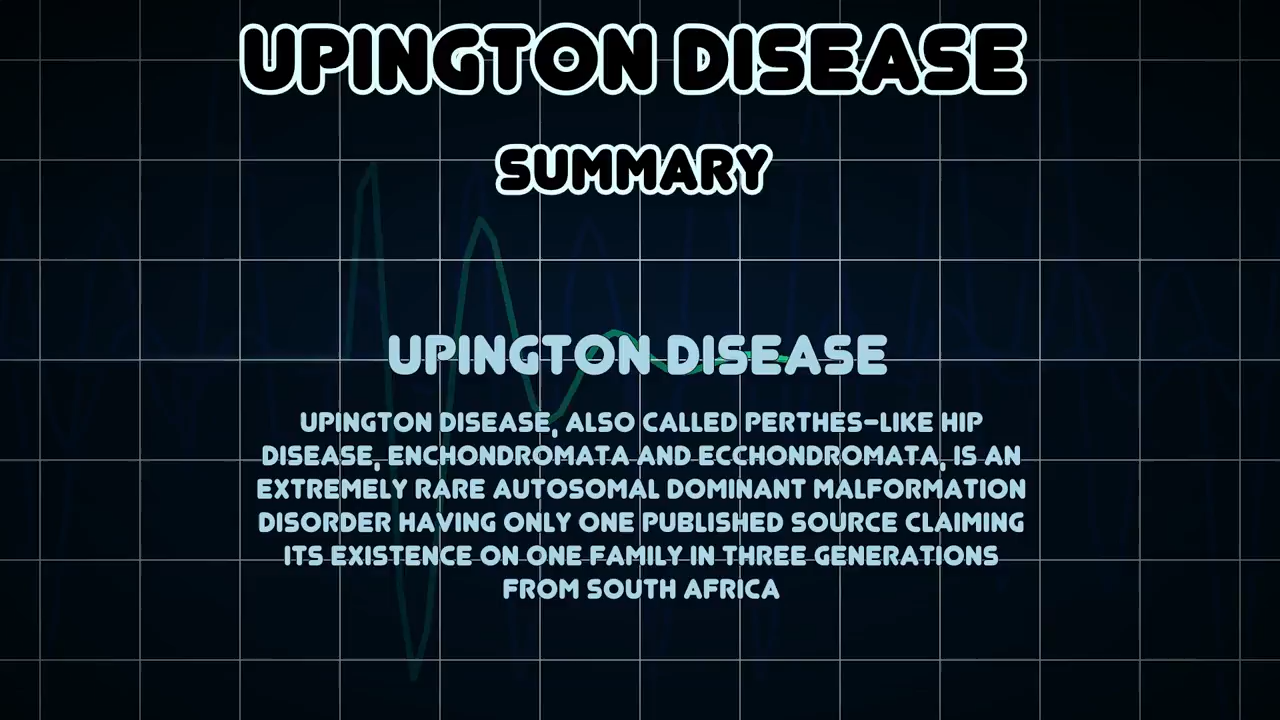 UPINGTON DISEASE
SUMMARY
UPINGTON DISEASE
UPINGTON DISEASE, ALSO CALLED PERTHES-LIKE HIP
DISEASE, ENCHONDROMATA AND ECCHONDROMATA, IS AN
EXTREMELY RARE AUTOSOMAL DOMINANT MALFORMATION
DISORDER HAVING ONLY ONE PUBLISHED SOURCE CLAIMING
ITS EXISTENCE ON ONE FAMILY IN THREE GENERATIONS
FROM SOUTH AFRICA